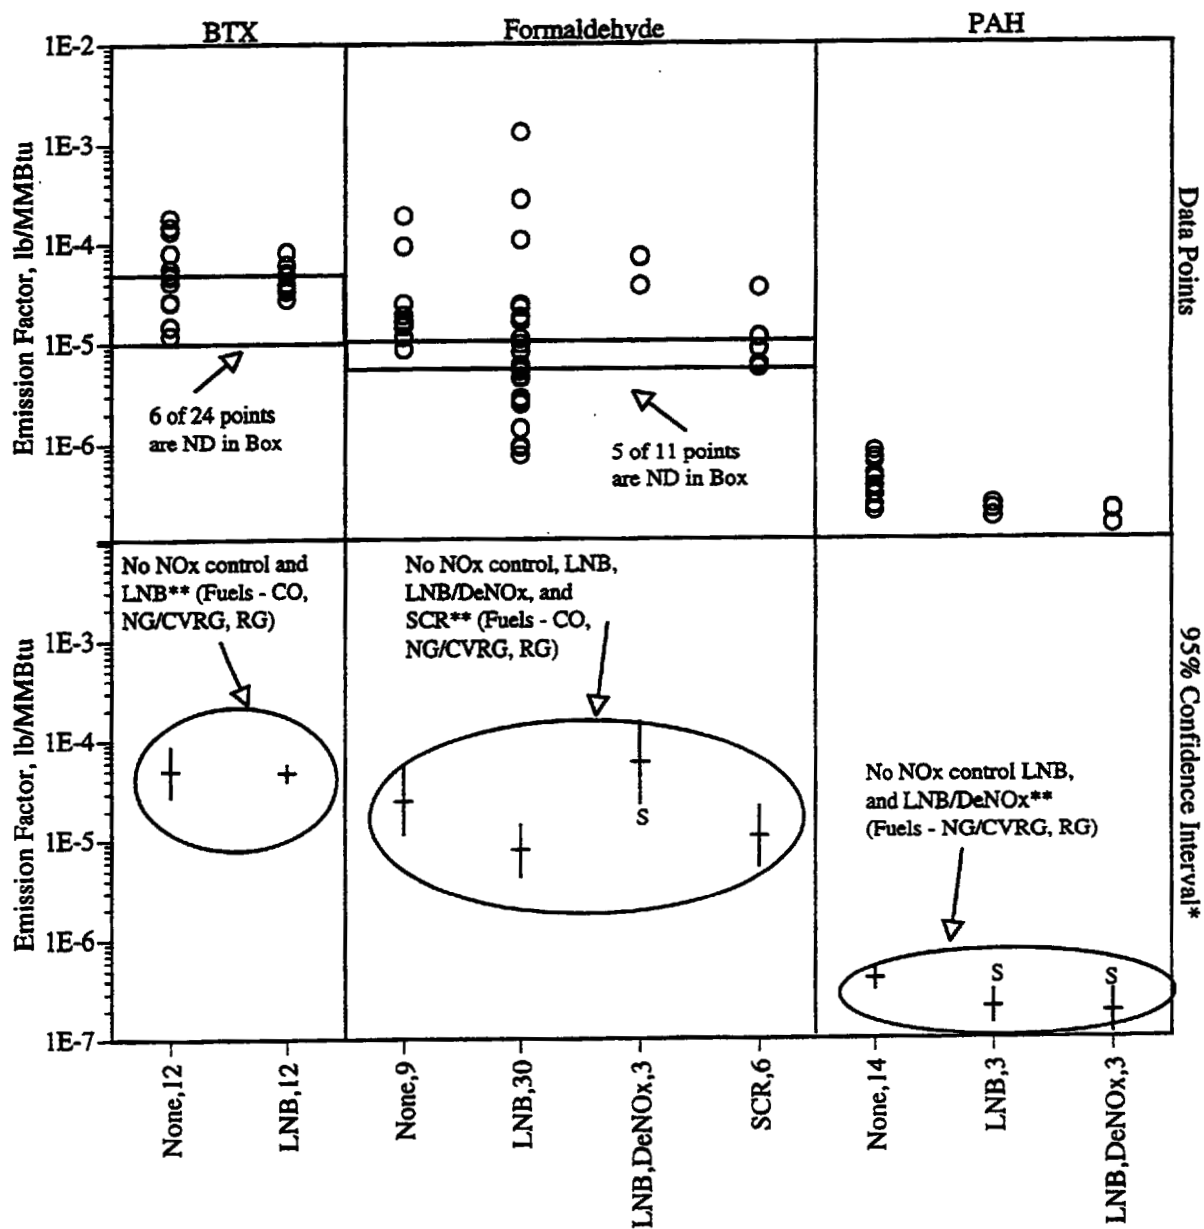 BTX
Formaldehyde
PAH
Emission Factor, lb/MMBtu
1E-2
1E-3
1E-4
1E-5
1E-6
6 of 24 points
are ND in Box
5 of 11 points
are ND in Box
Data Points
Emission Factor, lb/MMBtu
1E-3
1E-4
1E-5
1E-6
1E-7
No NOx control and
LNB** (Fuels - CO,
NG/CVRG, RG)
No NOx control, LNB,
LNB/DeNOx, and
SCR** (Fuels - CO,
NG/CVRG, RG)
S
No NOx control LNB,
and LNB/DeNOx**
(Fuels - NG/CVRG, RG)
S
S
95% Confidence Interval*
None,12
LNB,12
None,9
LNB,30
LNB,DeNOx,3
SCR,6
None,14
LNB,3
LNB,DeNOx,3